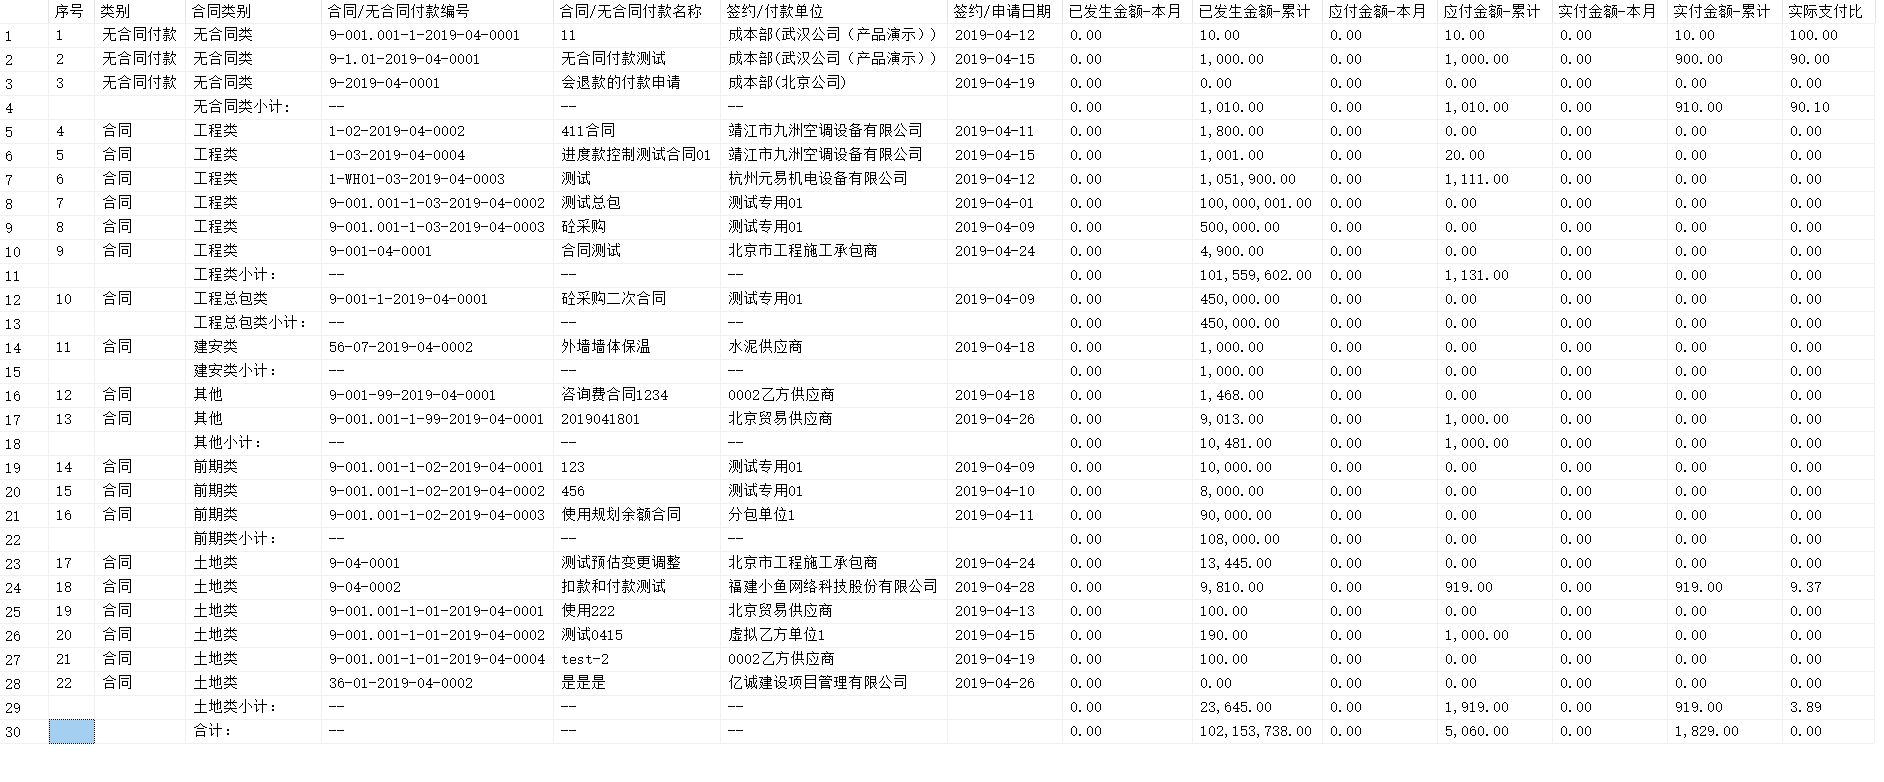 序号 类别 合同类别 合同/无合同付款编号 合同/无合同付款名称 签约/付款单位 签约/申请日期 已发生金额-本月 已发生金额-累计 应付金额-本月 应付金额-累计 实付金额-本月 实付金额-累计 实际支付比
1 1 无合同付款 无合同类 9-001.001-1-2019-04-0001 11 成本部(武汉公司（产品演示）) 2019-04-12 0.00 10.00 0.00 10.00 0.00 10.00 100.00
2 2 无合同付款 无合同类 9-1.01-2019-04-0001 无合同付款测试 成本部(武汉公司（产品演示）) 2019-04-15 0.00 1,000.00 0.00 1,000.00 0.00 900.00 90.00
3 3 无合同付款 无合同类 9-2019-04-0001 会退款的付款申请 成本部(北京公司) 2019-04-19 0.00 0.00 0.00 0.00 0.00 0.00 0.00
4 无合同类小计: -- -- -- 0.00 1,010.00 0.00 1,010.00 0.00 910.00 90.10
5 4 合同 工程类 1-02-2019-04-0002 411合同 靖江市九洲空调设备有限公司 2019-04-11 0.00 1,800.00 0.00 0.00 0.00 0.00 0.00
6 5 合同 工程类 1-03-2019-04-0004 进度款控制测试合同01 靖江市九洲空调设备有限公司 2019-04-15 0.00 1,001.00 0.00 20.00 0.00 0.00 0.00
7 6 合同 工程类 1-WH01-03-2019-04-0003 测试 杭州元易机电设备有限公司 2019-04-12 0.00 1,051,900.00 0.00 1,111.00 0.00 0.00 0.00
8 7 合同 工程类 9-001.001-1-03-2019-04-0002 测试总包 测试专用01 2019-04-01 0.00 100,000,001.00 0.00 0.00 0.00 0.00 0.00
9 8 合同 工程类 9-001.001-1-03-2019-04-0003 砼采购 测试专用01 2019-04-09 0.00 500,000.00 0.00 0.00 0.00 0.00 0.00
10 9 合同 工程类 9-001-04-0001 合同测试 北京市工程施工承包商 2019-04-24 0.00 4,900.00 0.00 0.00 0.00 0.00 0.00
11 工程类小计: -- -- -- 0.00 101,559,602.00 0.00 1,131.00 0.00 0.00 0.00
12 10 合同 工程总包类 9-001-1-2019-04-0001 砼采购二次合同 测试专用01 2019-04-09 0.00 450,000.00 0.00 0.00 0.00 0.00 0.00
13 工程总包类小计: -- -- -- 0.00 450,000.00 0.00 0.00 0.00 0.00 0.00
14 11 合同 建安类 56-07-2019-04-0002 外墙墙体保温 水泥供应商 2019-04-18 0.00 1,000.00 0.00 0.00 0.00 0.00 0.00
15 建安类小计: -- -- -- 0.00 1,000.00 0.00 0.00 0.00 0.00 0.00
16 12 合同 其他 9-001-99-2019-04-0001 咨询费合同1234 0002乙方供应商 2019-04-18 0.00 1,468.00 0.00 0.00 0.00 0.00 0.00
17 13 合同 其他 9-001.001-1-99-2019-04-0001 2019041801 北京贸易供应商 2019-04-26 0.00 9,013.00 0.00 1,000.00 0.00 0.00 0.00
18 其他小计: -- -- -- 0.00 10,481.00 0.00 1,000.00 0.00 0.00 0.00
19 14 合同 前期类 9-001.001-1-02-2019-04-0001 123 测试专用01 2019-04-09 0.00 10,000.00 0.00 0.00 0.00 0.00 0.00
20 15 合同 前期类 9-001.001-1-02-2019-04-0002 456 测试专用01 2019-04-10 0.00 8,000.00 0.00 0.00 0.00 0.00 0.00
21 16 合同 前期类 9-001.001-1-02-2019-04-0003 使用规划余额合同 分包单位1 2019-04-11 0.00 90,000.00 0.00 0.00 0.00 0.00 0.00
22 前期类小计: -- -- -- 0.00 108,000.00 0.00 0.00 0.00 0.00 0.00
23 17 合同 土地类 9-04-0001 测试预估变更调整 北京市工程施工承包商 2019-04-24 0.00 13,445.00 0.00 0.00 0.00 0.00 0.00
24 18 合同 土地类 9-04-0002 扣款和付款测试 福建小鱼网络科技股份有限公司 2019-04-28 0.00 9,810.00 0.00 919.00 0.00 919.00 9.37
25 19 合同 土地类 9-001.001-1-01-2019-04-0001 使用222 北京贸易供应商 2019-04-13 0.00 100.00 0.00 0.00 0.00 0.00 0.00
26 20 合同 土地类 9-001.001-1-01-2019-04-0002 测试0415 虚拟乙方单位1 2019-04-15 0.00 190.00 0.00 1,000.00 0.00 0.00 0.00
27 21 合同 土地类 9-001.001-1-01-2019-04-0004 test-2 0002乙方供应商 2019-04-19 0.00 100.00 0.00 0.00 0.00 0.00 0.00
28 22 合同 土地类 36-01-2019-04-0002 是是是 亿诚建设项目管理有限公司 2019-04-26 0.00 0.00 0.00 0.00 0.00 0.00 0.00
29 土地类小计: -- -- -- 0.00 23,645.00 0.00 1,919.00 0.00 919.00 3.89
30 合计: -- -- -- 0.00 102,153,738.00 0.00 5,060.00 0.00 1,829.00 0.00